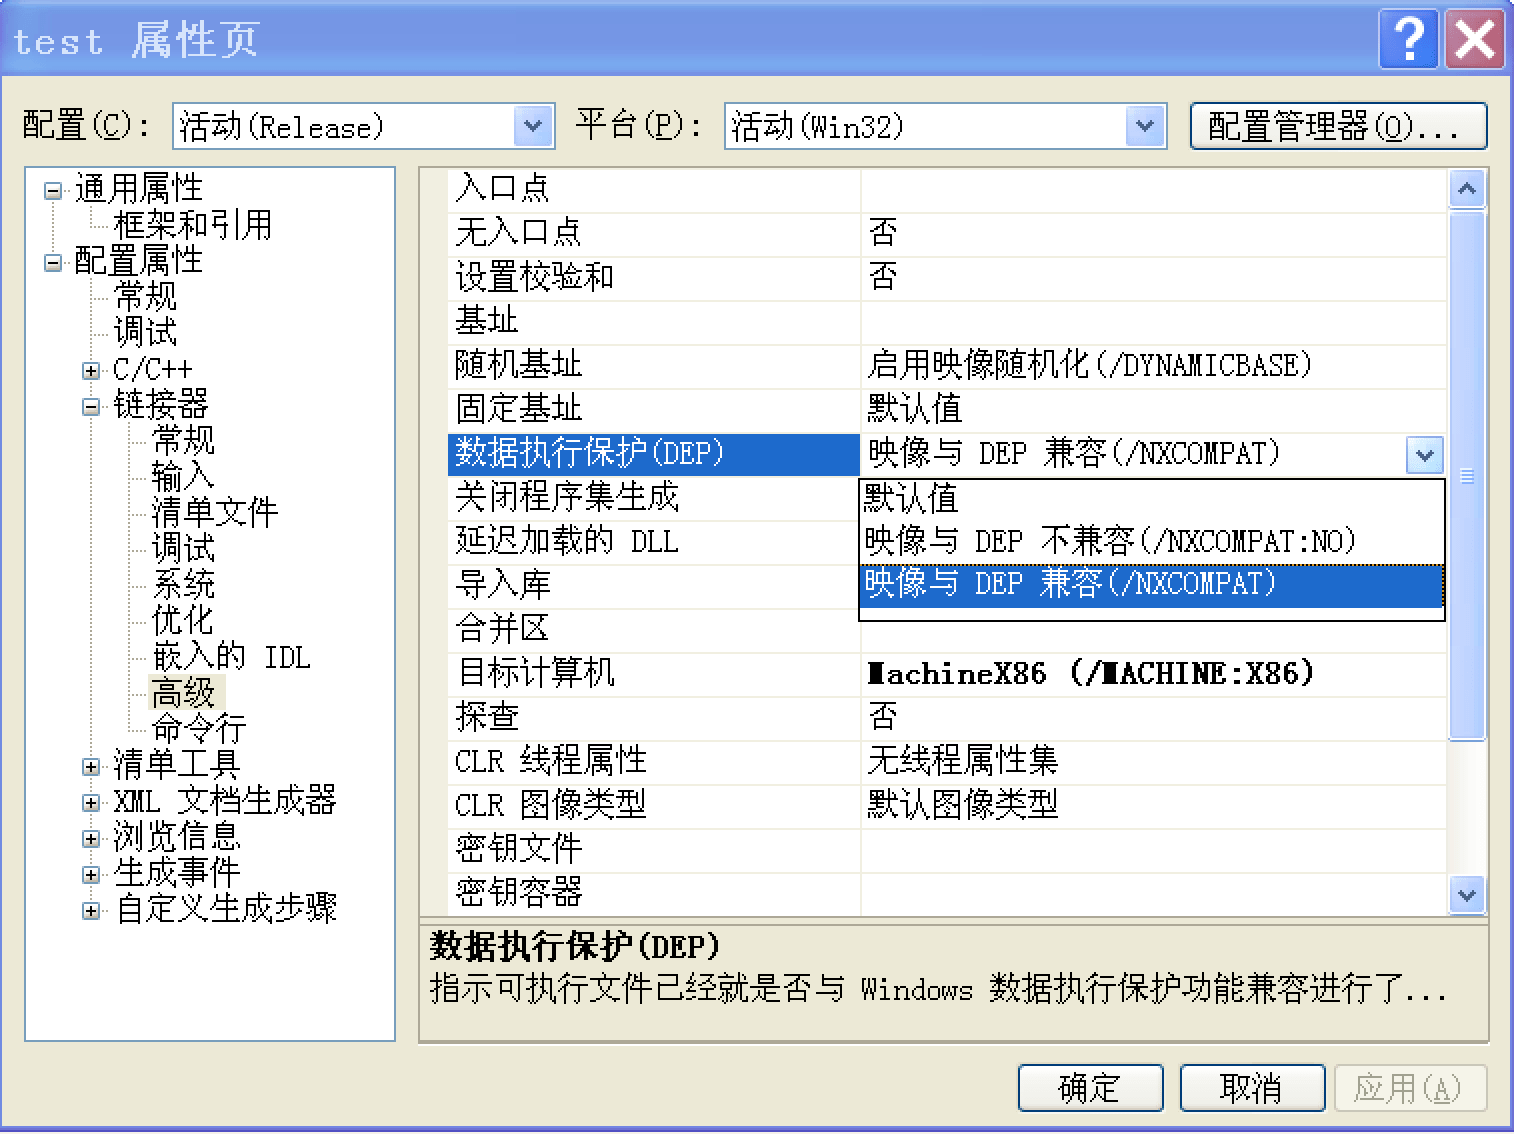 test 属性页
配置(C): 活动(Release) 平台(P): 活动(Win32) 配置管理器(O)...
通用属性
框架和引用
配置属性
常规
调试
C/C++
链接器
常规
输入
清单文件
调试
系统
优化
嵌入的 IDL
高级
命令行
清单工具
XML 文档生成器
浏览信息
生成事件
自定义生成步骤
入口点
无入口点 否
设置校验和 否
基址
随机基址 启用映像随机化(/DYNAMICBASE)
固定基址 默认值
数据执行保护(DEP) 映像与 DEP 兼容(/NXCOMPAT)
关闭程序集生成 默认值
延迟加载的 DLL 映像与 DEP 不兼容(/NXCOMPAT:NO)
导入库 映像与 DEP 兼容(/NXCOMPAT)
合并区
目标计算机 MachineX86 (/MACHINE:X86)
探查 否
CLR 线程属性 无线程属性集
CLR 图像类型 默认图像类型
密钥文件
密钥容器
数据执行保护(DEP)
指示可执行文件已经就是否与 Windows 数据执行保护功能兼容进行了...
确定 取消 应用(A)